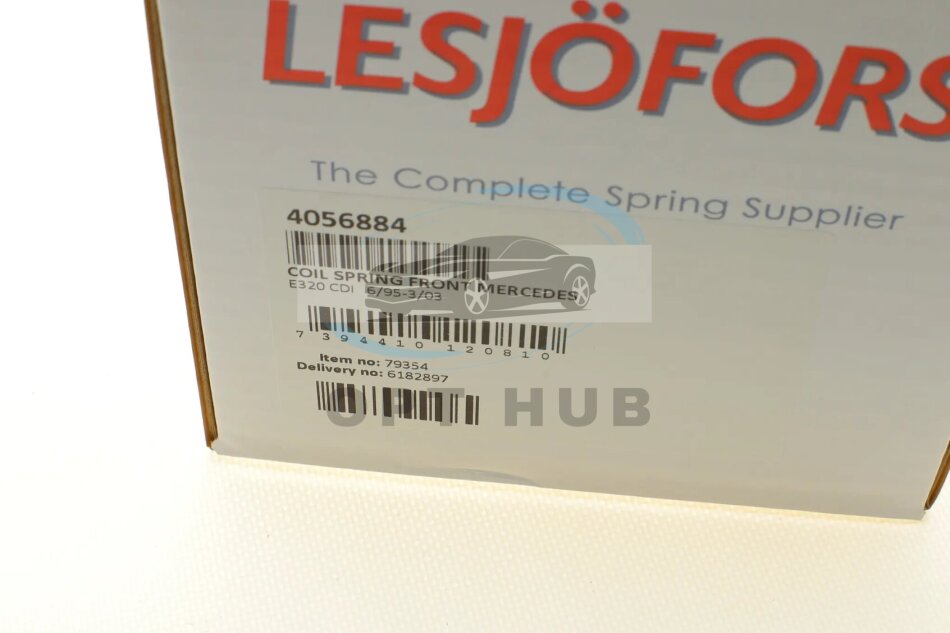 LESJÖFORS
The Complete Spring Supplier
4056884
COIL SPRING FRONT MERCEDES
E320 CDI 6/95-3/03
7 394410 120810
Item no: 79354
Delivery no: 6182897
OPT HUB